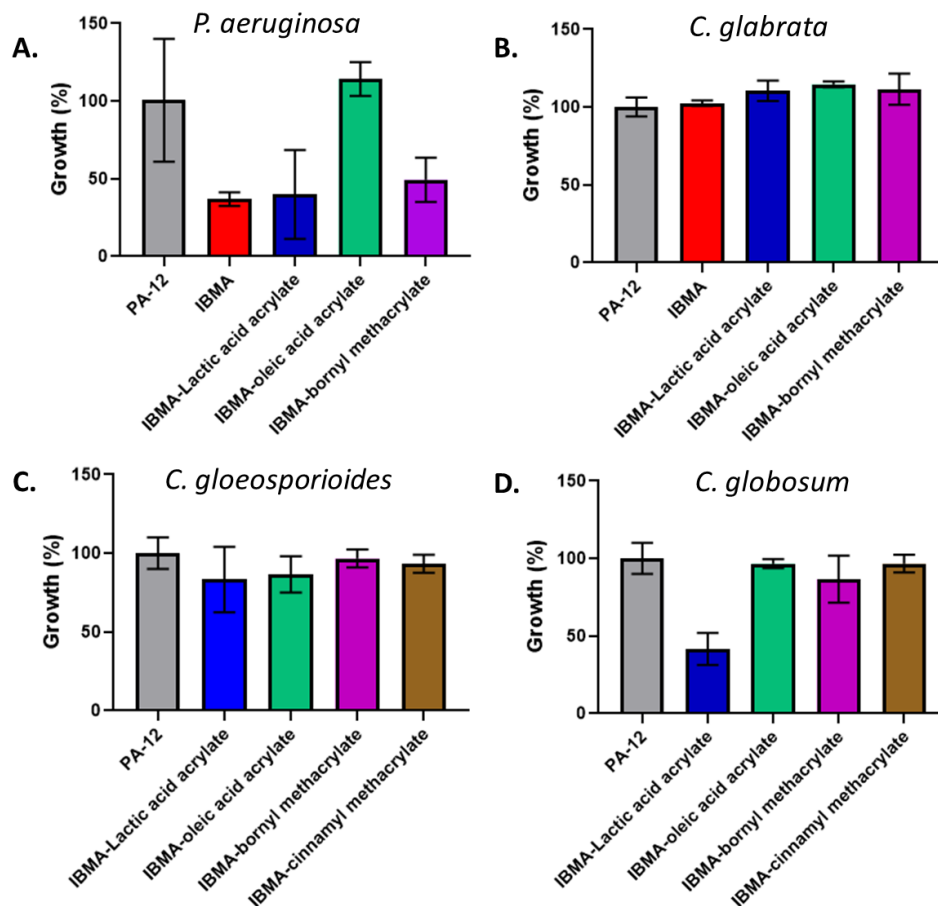 A.
P. aeruginosa
Growth (%)
150
100
50
0
PA-12
IBMA
IBMA-Lactic acid acrylate
IBMA-oleic acid acrylate
IBMA-bornyl methacrylate
B.
C. glabrata
Growth (%)
150
100
50
0
PA-12
IBMA
IBMA-Lactic acid acrylate
IBMA-oleic acid acrylate
IBMA-bornyl methacrylate
C.
C. gloeosporioides
Growth (%)
150
100
50
0
PA-12
IBMA-Lactic acid acrylate
IBMA-oleic acid acrylate
IBMA-bornyl methacrylate
IBMA-cinnamyl methacrylate
D.
C. globosum
Growth (%)
150
100
50
0
PA-12
IBMA-Lactic acid acrylate
IBMA-oleic acid acrylate
IBMA-bornyl methacrylate
IBMA-cinnamyl methacrylate